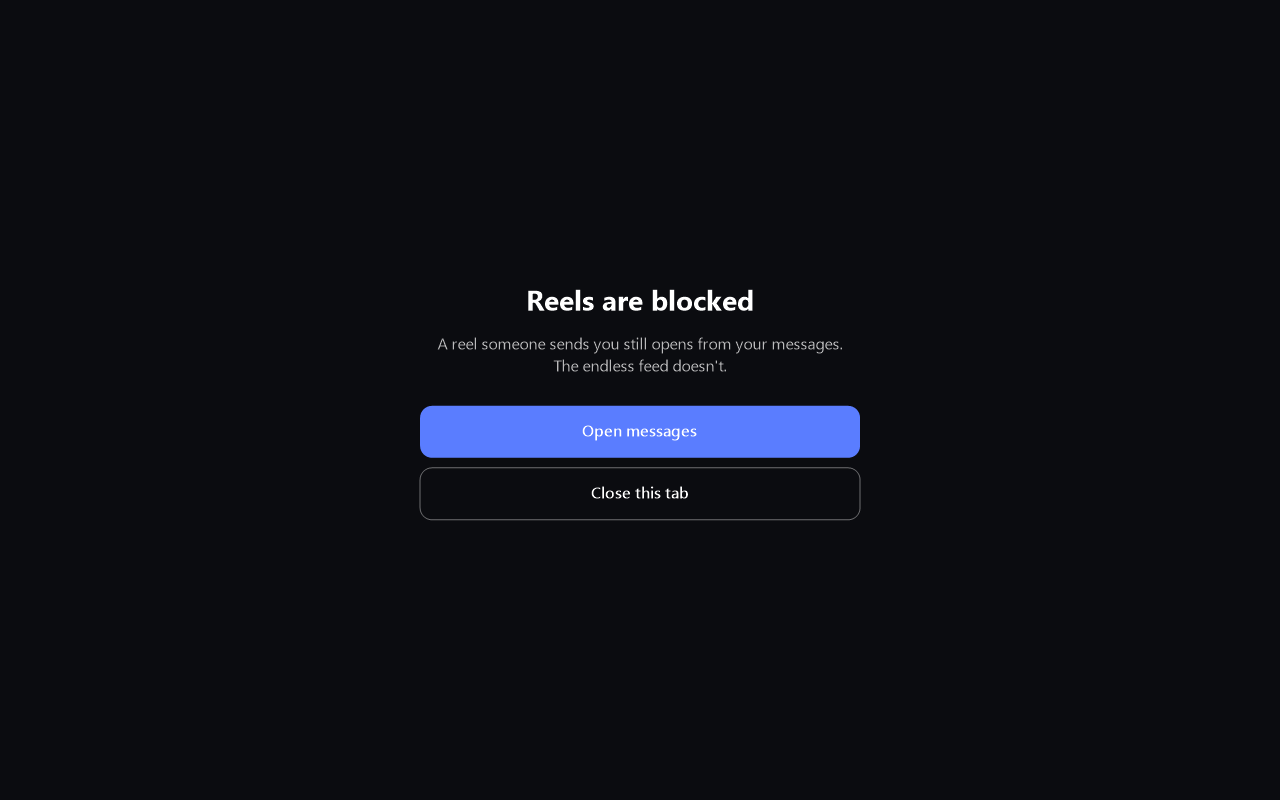 Reels are blocked
A reel someone sends you still opens from your messages.
The endless feed doesn't.
Open messages
Close this tab